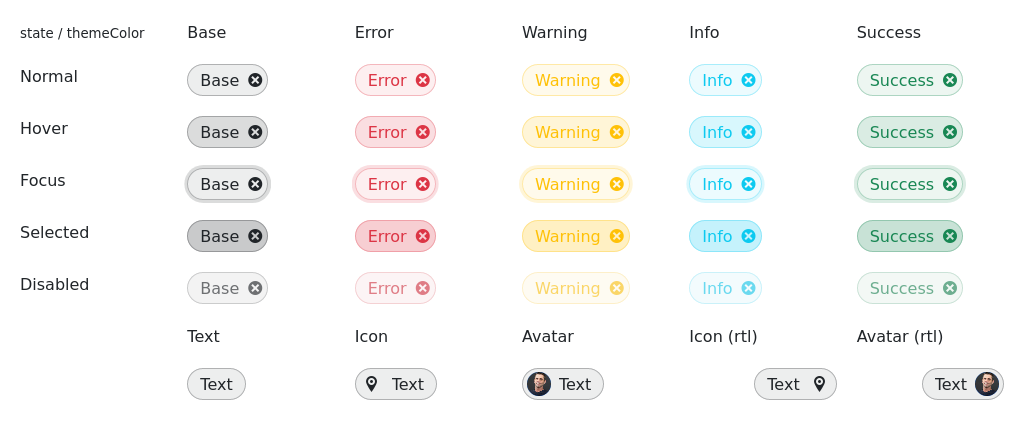 state / themeColor Base Error Warning Info Success
Normal Base Error Warning Info Success
Hover Base Error Warning Info Success
Focus Base Error Warning Info Success
Selected Base Error Warning Info Success
Disabled Base Error Warning Info Success
Text Icon Avatar Icon (rtl) Avatar (rtl)
Text Text Text Text Text